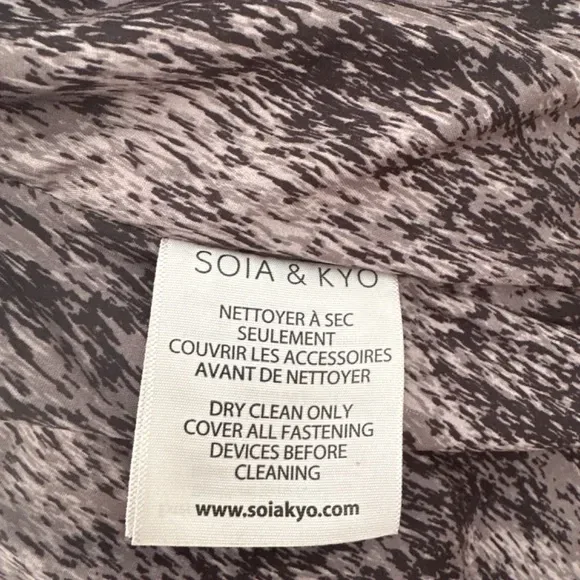 SOIA & KYO
NETTOYER À SEC
SEULEMENT
COUVRIR LES ACCESSOIRES
AVANT DE NETTOYER
DRY CLEAN ONLY
COVER ALL FASTENING
DEVICES BEFORE
CLEANING
www.soiakyo.com